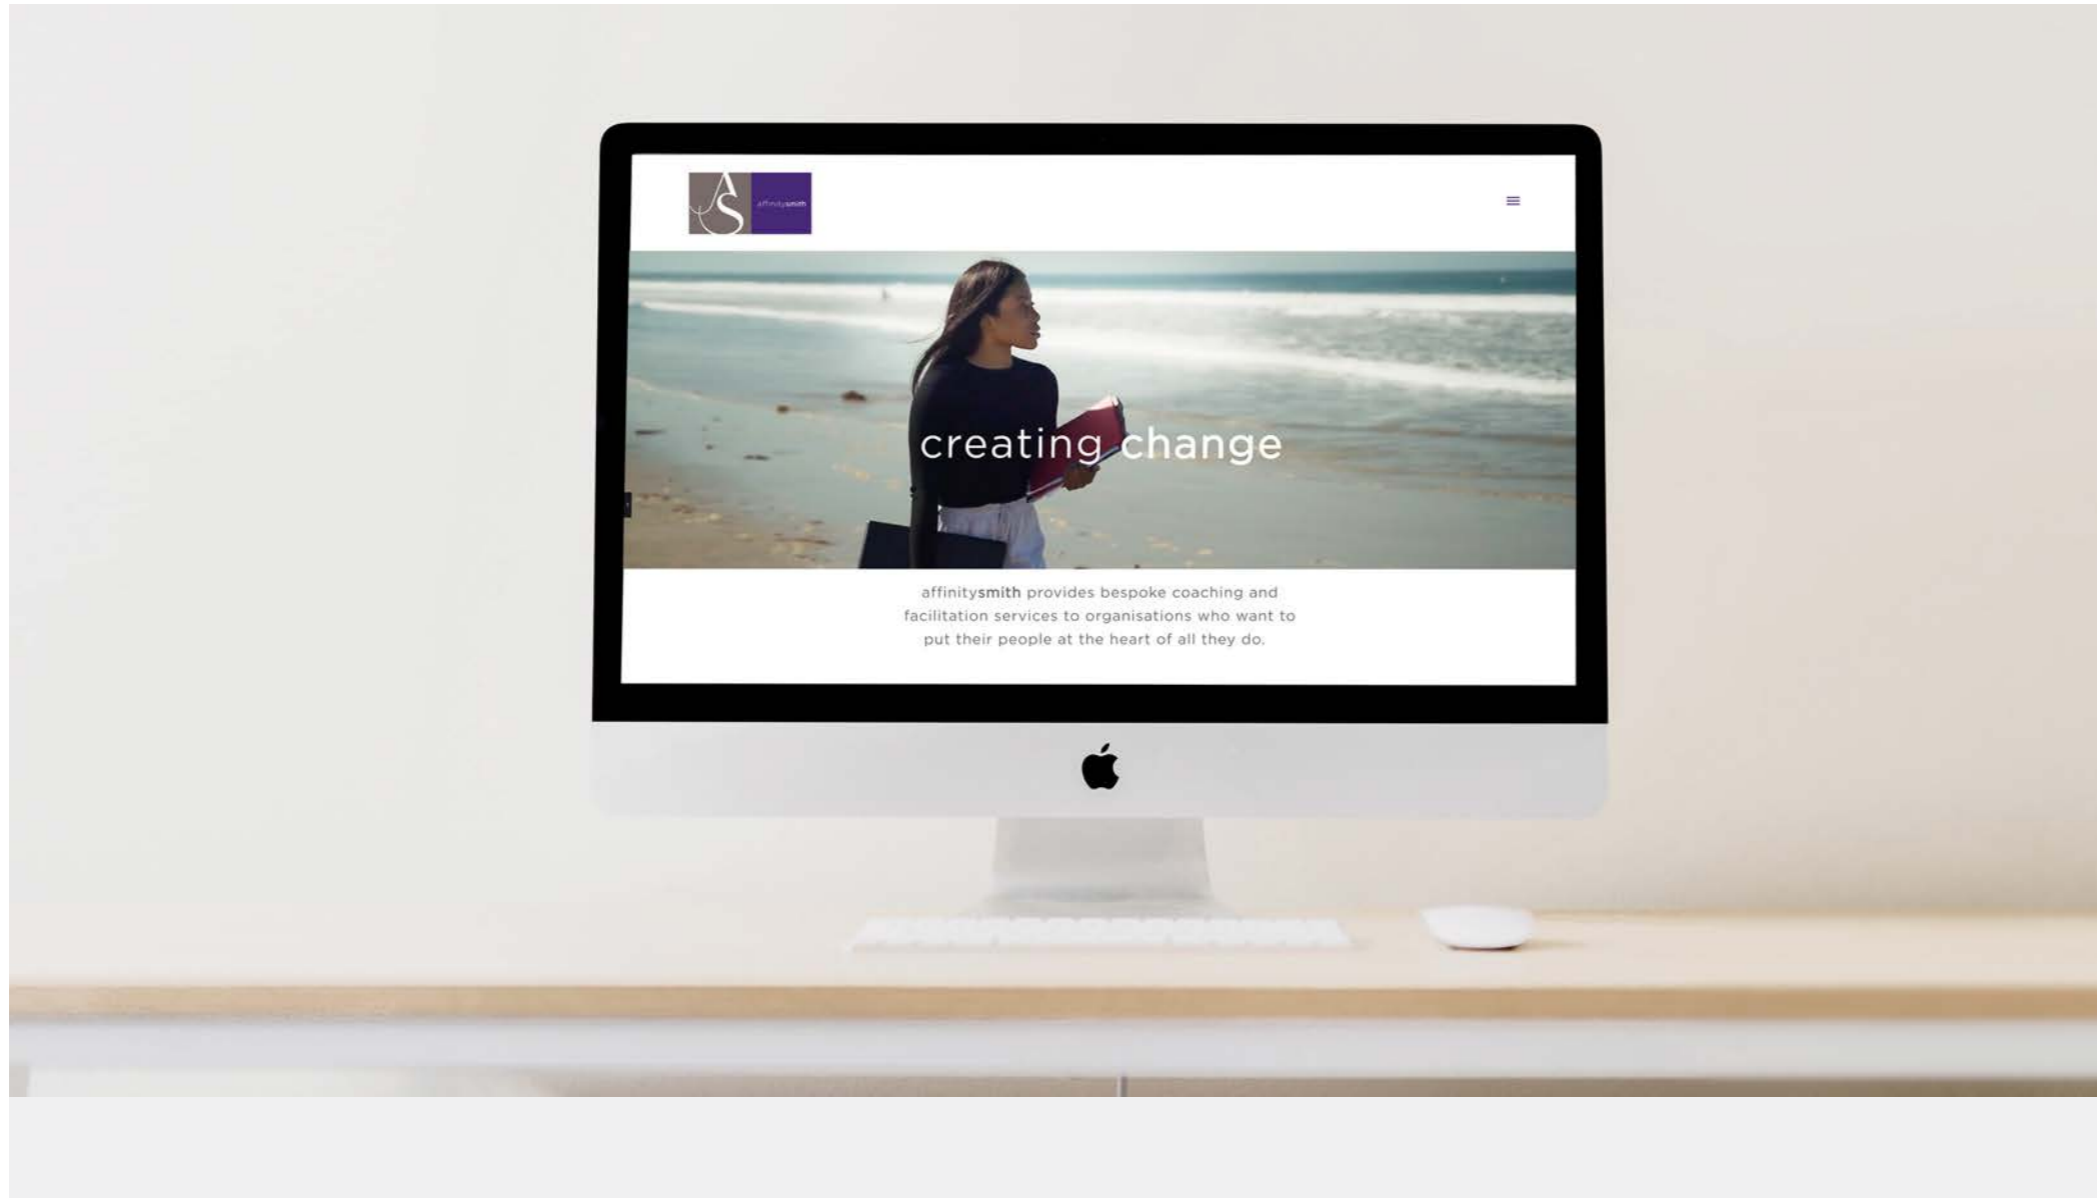 AS
affinitysmith
creating change
affinitysmith provides bespoke coaching and
facilitation services to organisations who want to
put their people at the heart of all they do.